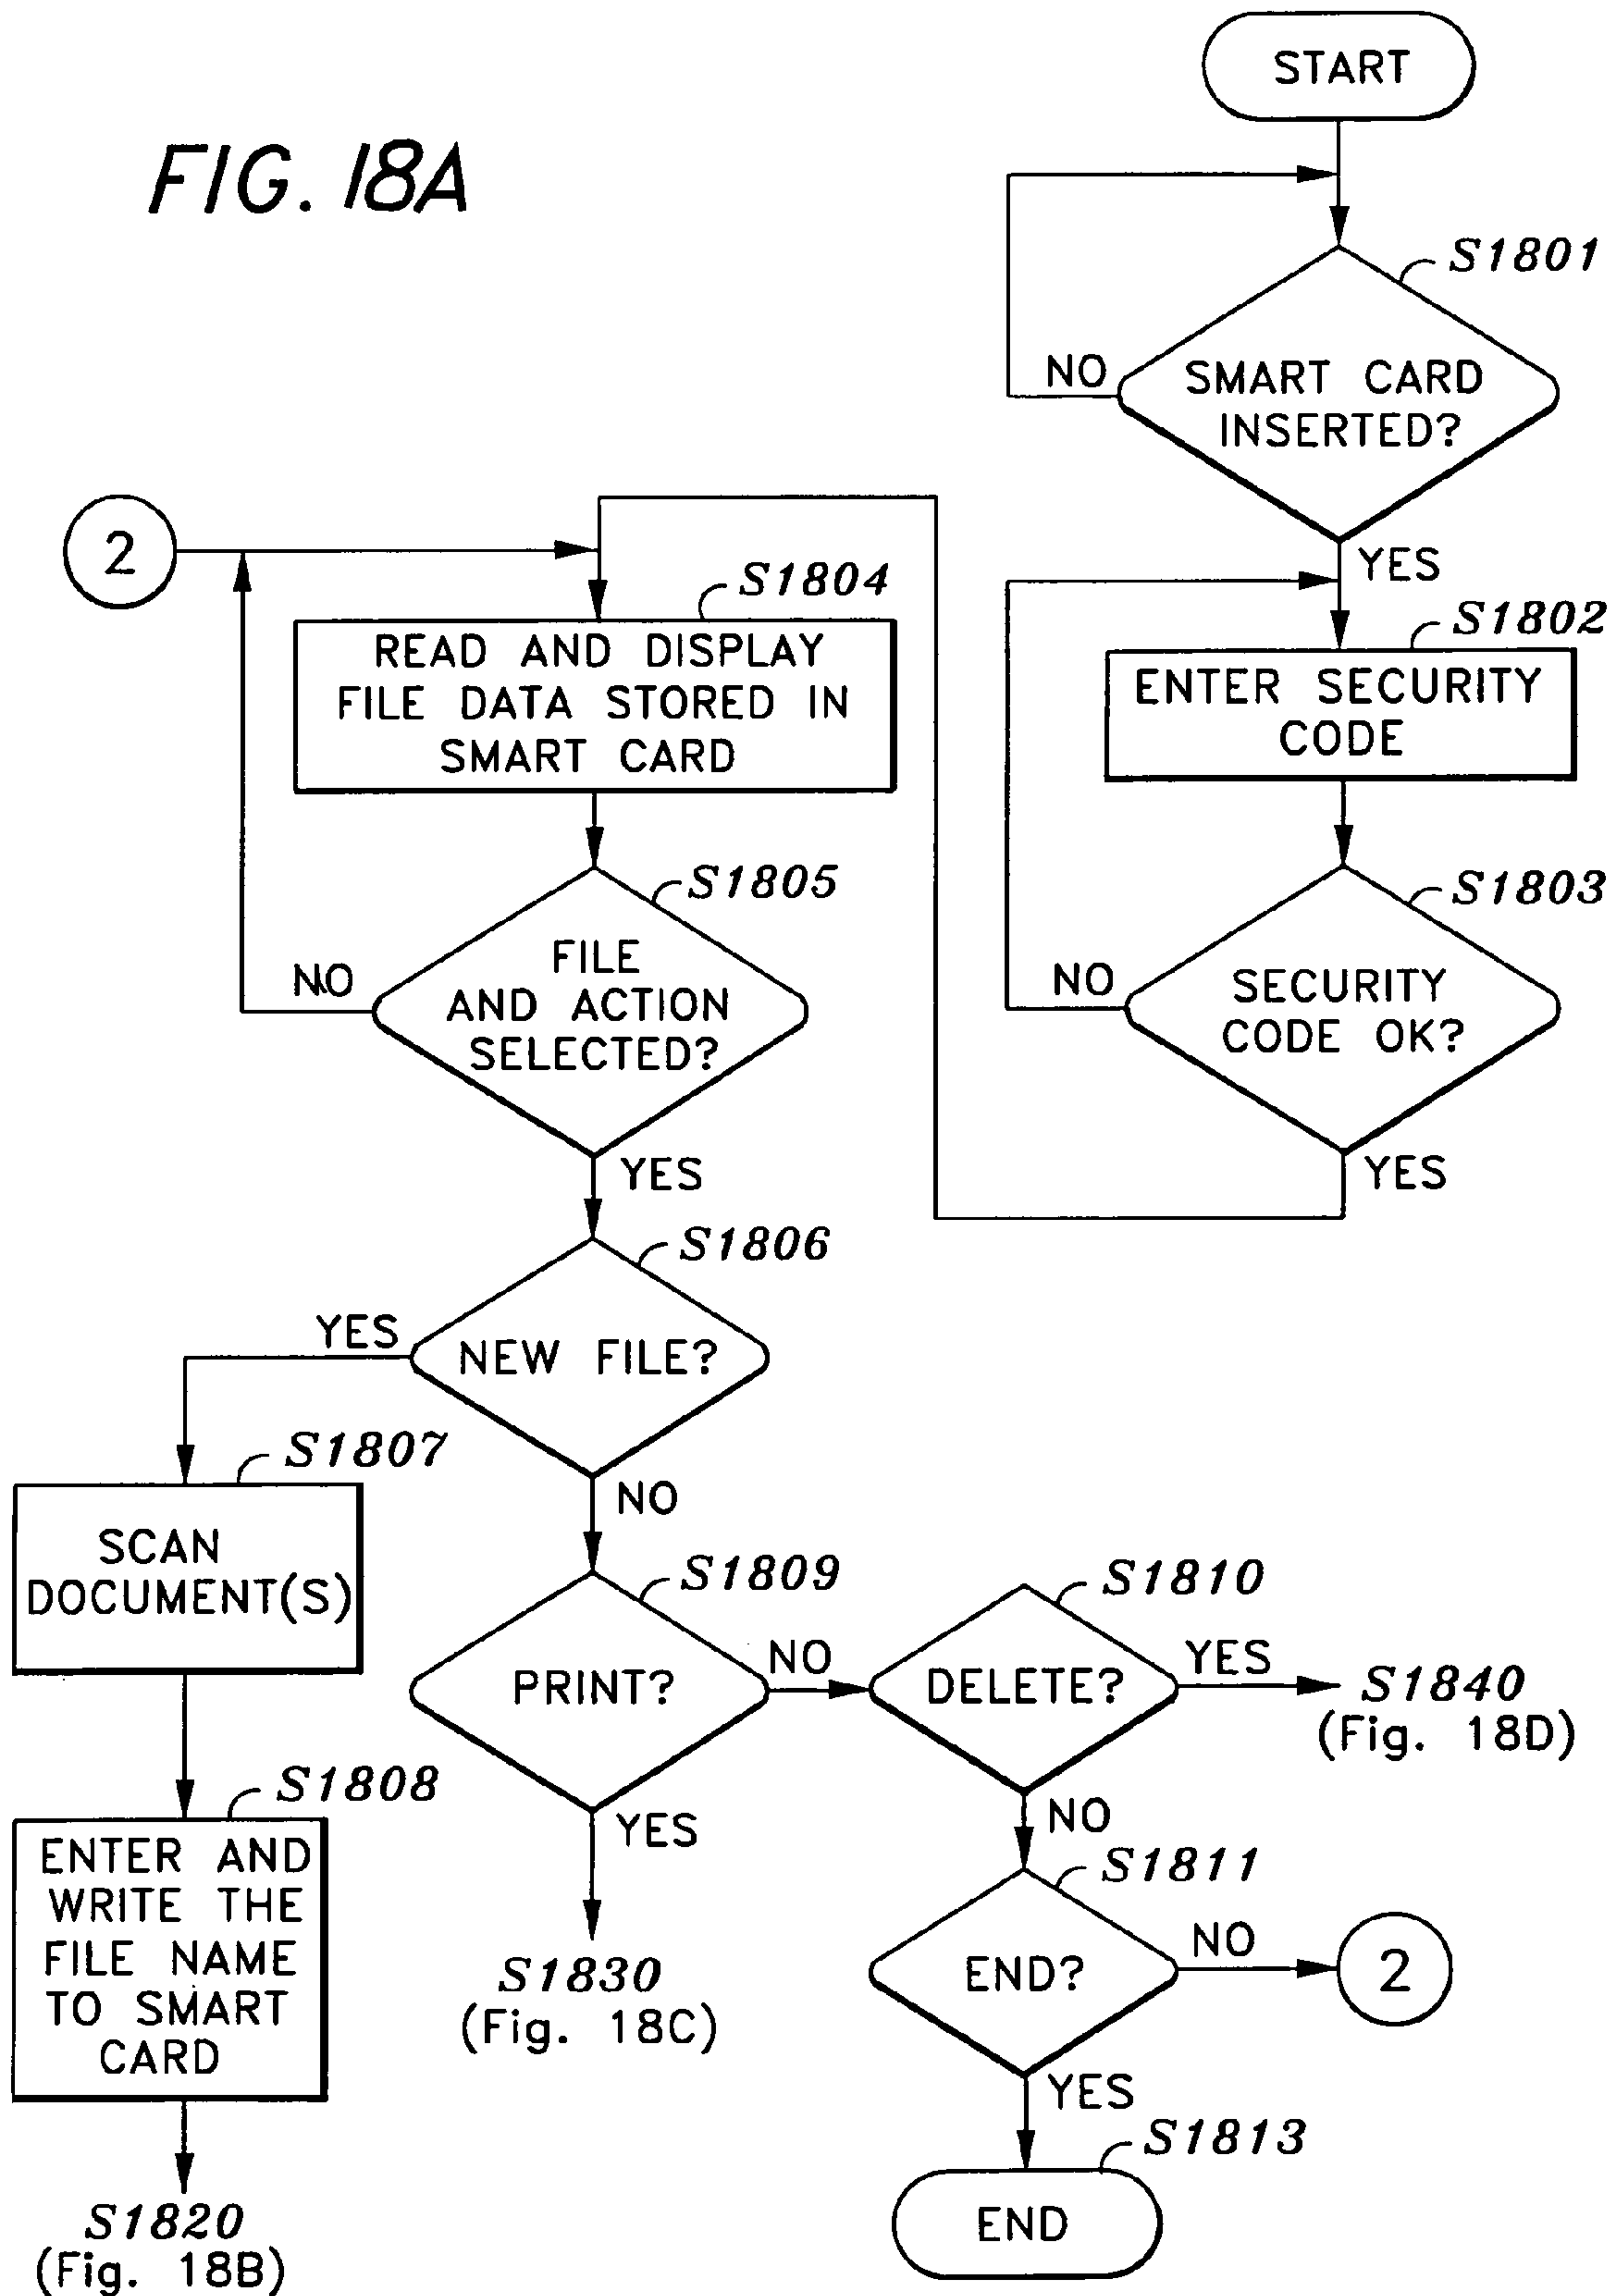 FIG. 18A
START
S1801
NO
SMART CARD
INSERTED?
YES
S1802
ENTER SECURITY
CODE
S1803
NO
SECURITY
CODE OK?
YES
2
S1804
READ AND DISPLAY
FILE DATA STORED IN
SMART CARD
S1805
NO
FILE
AND ACTION
SELECTED?
YES
S1806
YES
NEW FILE?
NO
S1807
SCAN
DOCUMENT(S)
S1808
ENTER AND
WRITE THE
FILE NAME
TO SMART
CARD
S1820
(Fig. 18B)
S1809
PRINT?
NO
YES
S1830
(Fig. 18C)
S1810
DELETE?
YES
S1840
(Fig. 18D)
NO
S1811
END?
NO
2
YES
S1813
END